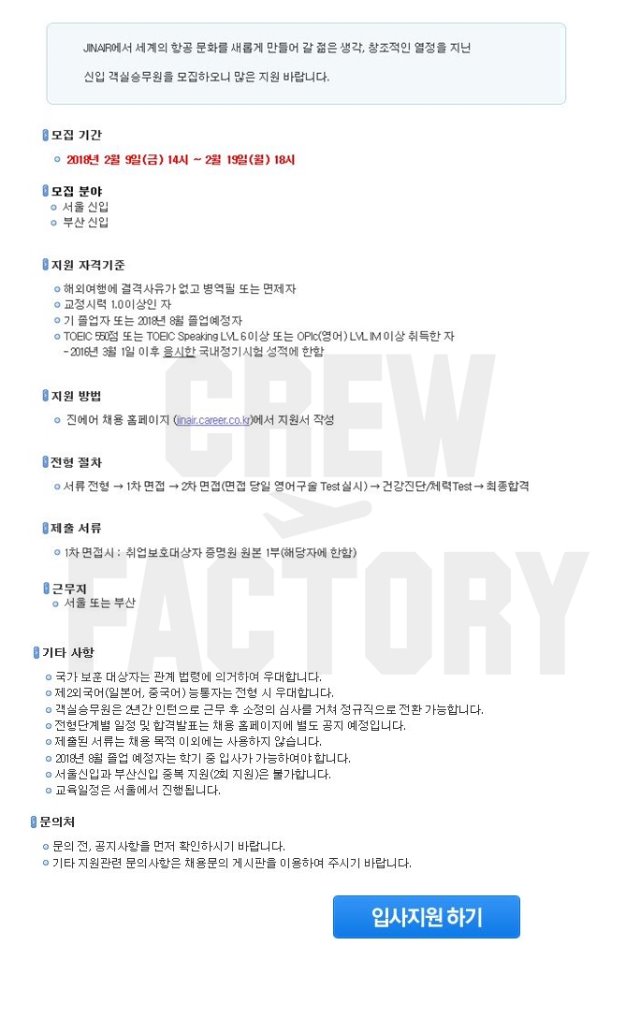 JINAIR에서 세계의 항공 문화를 새롭게 만들어 갈 젊은 생각, 창조적인 열정을 지닌
신입 객실승무원을 모집하오니 많은 지원 바랍니다.
모집 기간
2018년 2월 9일(금) 14시 ~ 2월 19일(월) 18시
모집 분야
서울 신입
부산 신입
지원 자격기준
해외여행에 결격사유가 없고 병역필 또는 면제자
교정시력 1.0이상인 자
기 졸업자 또는 2018년 8월 졸업예정자
TOEIC 550점 또는 TOEIC Speaking LVL 6 이상 또는 OPIc(영어) LVL IM 이상 취득한 자
- 2016년 3월 1일 이후 응시한 국내정기시험 성적에 한함
지원 방법
진에어 채용 홈페이지 (jinair.career.co.kr)에서 지원서 작성
전형 절차
서류 전형 → 1차 면접 → 2차 면접(면접 당일 영어구술 Test 실시) → 건강진단/체력Test → 최종합격
제출 서류
1차 면접시 : 취업보호대상자 증명원 원본 1부(해당자에 한함)
근무지
서울 또는 부산
기타 사항
국가 보훈 대상자는 관계 법령에 의거하여 우대합니다.
제2외국어(일본어, 중국어) 능통자는 전형 시 우대합니다.
객실승무원은 2년간 인턴으로 근무 후 소정의 심사를 거쳐 정규직으로 전환 가능합니다.
전형단계별 일정 및 합격발표는 채용 홈페이지에 별도 공지 예정입니다.
제출된 서류는 채용 목적 이외에는 사용하지 않습니다.
2018년 8월 졸업 예정자는 학기 중 입사가 가능하여야 합니다.
서울신입과 부산신입 중복 지원(2회 지원)은 불가합니다.
교육일정은 서울에서 진행됩니다.
문의처
문의 전, 공지사항을 먼저 확인하시기 바랍니다.
기타 지원관련 문의사항은 채용문의 게시판을 이용하여 주시기 바랍니다.
입사지원 하기
CREW
FACTORY